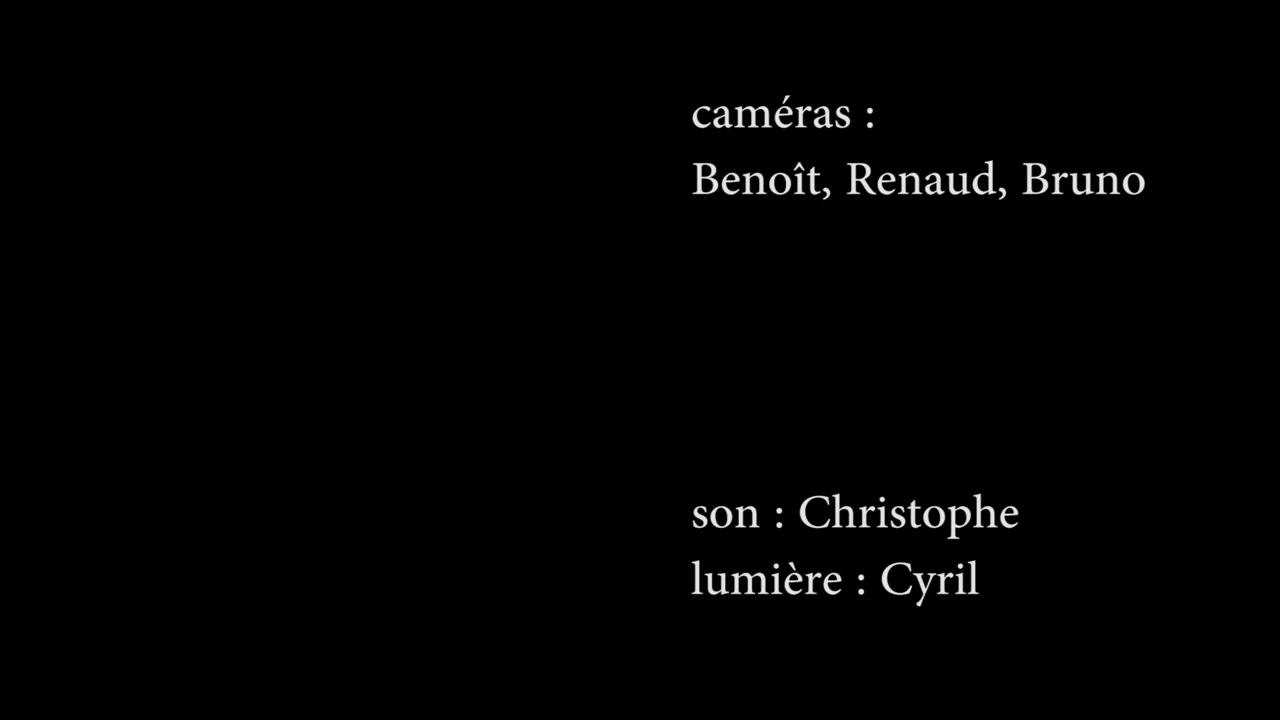 caméras :
Benoît, Renaud, Bruno
son : Christophe
lumière : Cyril